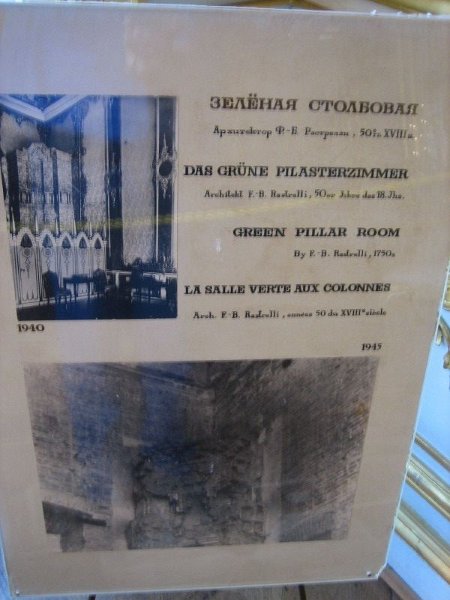 ЗЕЛЁНАЯ СТОЛБОВАЯ
Архитектор Ф.-Б. Растрелли, 50е г. XVIII в.
DAS GRÜNE PILASTERZIMMER
Architekt F.-B. Rastrelli, 50er Jahre des 18. Jhs.
GREEN PILLAR ROOM
By F.-B. Rastrelli, 1750s
LA SALLE VERTE AUX COLONNES
Arch. F.-B. Rastrelli, années 50 du XVIIIe siècle
1940
1945